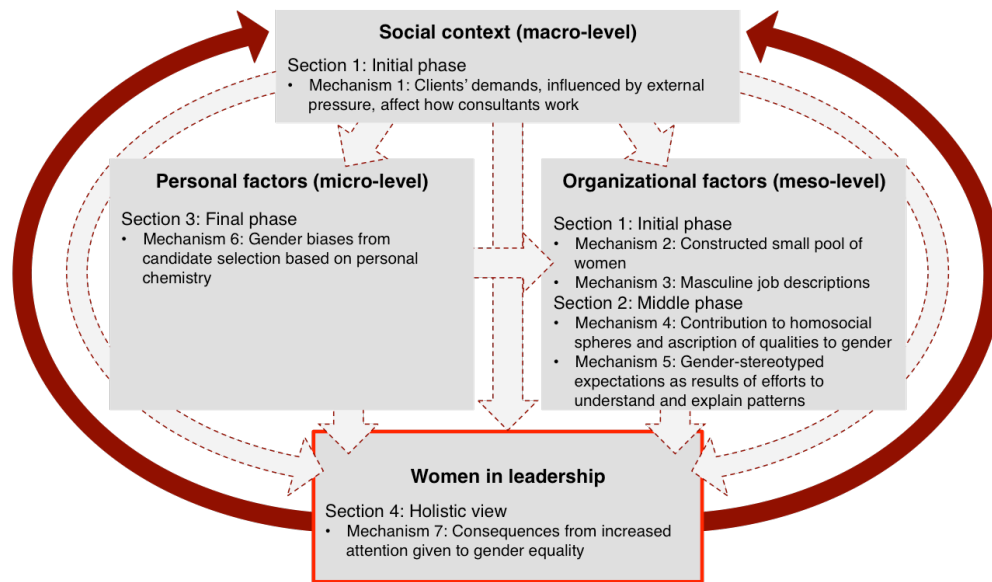 Social context (macro-level)
Section 1: Initial phase
• Mechanism 1: Clients’ demands, influenced by external
pressure, affect how consultants work
Personal factors (micro-level)
Section 3: Final phase
• Mechanism 6: Gender biases from
candidate selection based on personal
chemistry
Organizational factors (meso-level)
Section 1: Initial phase
• Mechanism 2: Constructed small pool of
women
• Mechanism 3: Masculine job descriptions
Section 2: Middle phase
• Mechanism 4: Contribution to homosocial
spheres and ascription of qualities to gender
• Mechanism 5: Gender-stereotyped
expectations as results of efforts to
understand and explain patterns
Women in leadership
Section 4: Holistic view
• Mechanism 7: Consequences from increased
attention given to gender equality